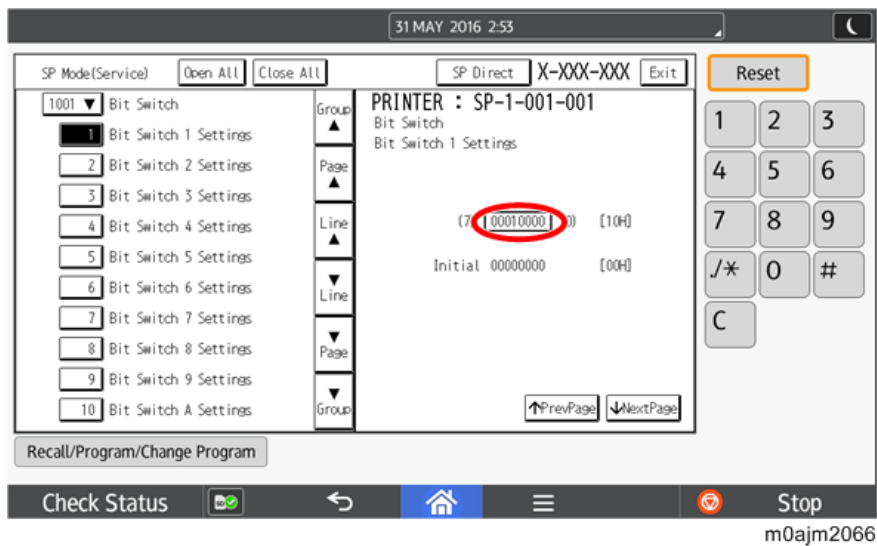 31 MAY 2016 2:53
SP Mode(Service) Open All Close All SP Direct X-XXX-XXX Exit Reset
1001 ▼ Bit Switch
1 Bit Switch 1 Settings
2 Bit Switch 2 Settings
3 Bit Switch 3 Settings
4 Bit Switch 4 Settings
5 Bit Switch 5 Settings
6 Bit Switch 6 Settings
7 Bit Switch 7 Settings
8 Bit Switch 8 Settings
9 Bit Switch 9 Settings
10 Bit Switch A Settings
Group
▲
Page
▲
Line
▲
▼
Line
▼
Page
▼
Group
PRINTER : SP-1-001-001
Bit Switch
Bit Switch 1 Settings
(7 00010000 0) [10H]
Initial 00000000 [00H]
↑PrevPage ↓NextPage
1 2 3
4 5 6
7 8 9
./* 0 #
C
Recall/Program/Change Program
Check Status Stop
m0ajm2066